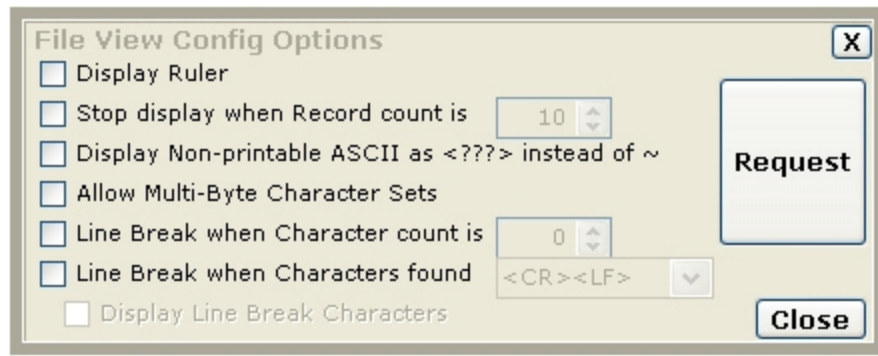 File View Config Options X
Display Ruler
Stop display when Record count is 10
Display Non-printable ASCII as <???> instead of ~
Request
Allow Multi-Byte Character Sets
Line Break when Character count is 0
Line Break when Characters found <CR><LF>
Display Line Break Characters
Close